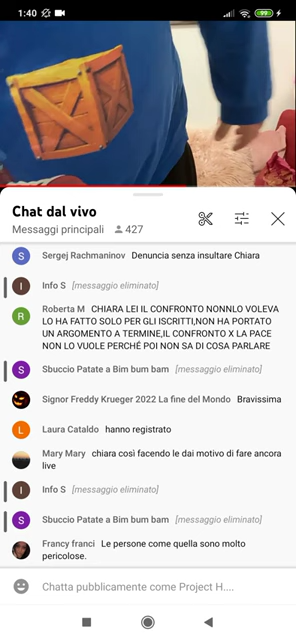 1:40
99
Chat dal vivo
Messaggi principali 427
S Sergej Rachmaninov Denuncia senza insultare Chiara
I Info S [messaggio eliminato]
R Roberta M CHIARA LEI IL CONFRONTO NONNLO VOLEVA
LO HA FATTO SOLO PER GLI ISCRITTI,NON HA PORTATO
UN ARGOMENTO A TERMINE,IL CONFRONTO X LA PACE
NON LO VUOLE PERCHÉ POI NON SA DI COSA PARLARE
S Sbuccio Patate a Bim bum bam [messaggio eliminato]
Signor Freddy Krueger 2022 La fine del Mondo Bravissima
L Laura Cataldo hanno registrato
Mary Mary chiara così facendo le dai motivo di fare ancora
live
I Info S [messaggio eliminato]
S Sbuccio Patate a Bim bum bam [messaggio eliminato]
Francy franci Le persone come quella sono molto
pericolose.
Chatta pubblicamente come Project H....